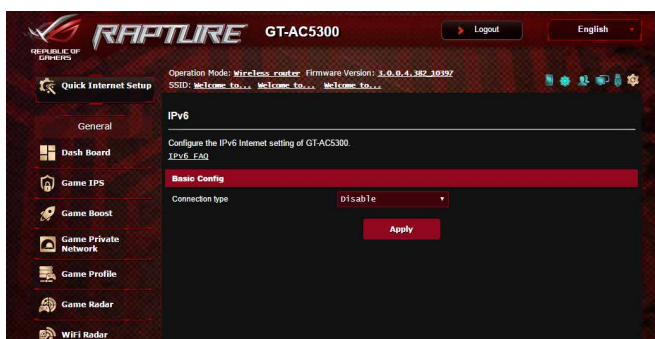 REPUBLIC OF
GAMERS
RAPTURE
GT-AC5300
Logout
English
Quick Internet Setup
Operation Mode: Wireless router Firmware Version: 3.0.0.4.382_10397
SSID: Welcome to... Welcome to... Welcome to...
General
Dash Board
Game IPS
Game Boost
Game Private
Network
Game Profile
Game Radar
WiFi Radar
IPv6
Configure the IPv6 Internet setting of GT-AC5300.
IPv6 FAQ
Basic Config
Connection type
Disable
Apply